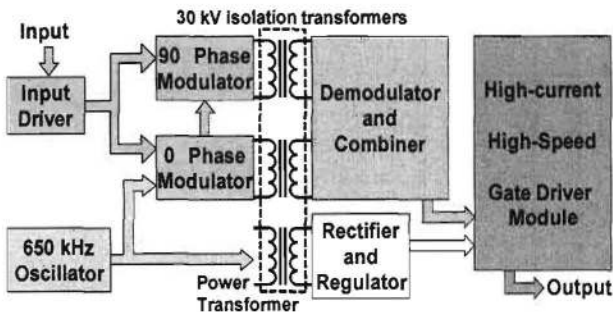 30 kV isolation transformers
Input
Input
Driver
90 Phase
Modulator
0 Phase
Modulator
650 kHz
Oscillator
Power
Transformer
Demodulator
and
Combiner
Rectifier
and
Regulator
High-current
High-Speed
Gate Driver
Module
Output